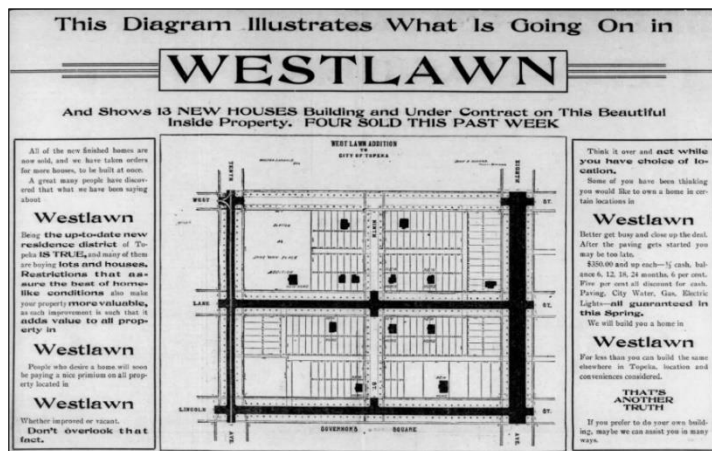 This Diagram Illustrates What Is Going On in
WESTLAWN
And Shows 13 NEW HOUSES Building and Under Contract on This Beautiful
Inside Property. FOUR SOLD THIS PAST WEEK
All of the new finished homes are
now sold, and we have taken orders
for more houses, to be built at once.
A great many people have discov-
ered that what we have been saying
about
Westlawn
Being the up-to-date new
residence district of To-
peka IS TRUE, and many of them
are buying lots and houses.
Restrictions that as-
sure the best of home-
like conditions also make
your property more valuable,
as each improvement is such that it
adds value to all prop-
erty in
Westlawn
People who desire a home will soon
be paying a nice primium on all prop-
erty located in
Westlawn
Whether improved or vacant.
Don't overlook that
fact.
WEST LAWN ADDITION
CITY OF TOPEKA
TENTH
NINTH
EIGHTH
WEST
ST.
LANE
ST.
ST
LINCOLN
ST.
AVE.
GOVERNORS SQUARE
AVE.
Think it over and act while
you have choice of lo-
cation.
Some of you have been thinking
you would like to own a home in cer-
tain locations in
Westlawn
Better get busy and close up the deal.
After the paving gets started you
may be too late.
$350.00 and up each—⅕ cash, bal-
ance 6, 12, 18, 24 months, 6 per cent.
Five per cent discount for cash.
Paving, City Water, Gas, Electric
Lights—all guaranteed in
this Spring.
We will build you a home in
Westlawn
For less than you can build the same
elsewhere in Topeka, location and
conveniences considered.
THAT'S
ANOTHER
TRUTH
If you prefer to do your own build-
ing, maybe we can assist you in many
ways.